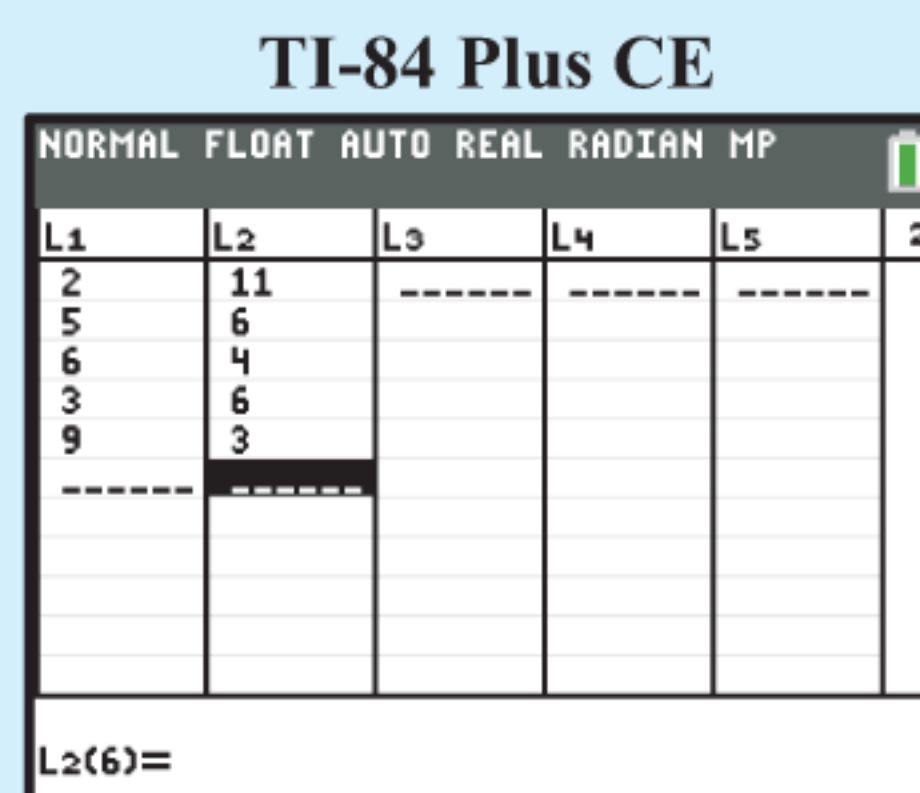 TI-84 Plus CE
NORMAL FLOAT AUTO REAL RADIAN MP
L1 L2 L3 L4 L5 2
2 11 ------ ------ ------
5 6
6 4
3 6
9 3
------ ------
L2(6)=